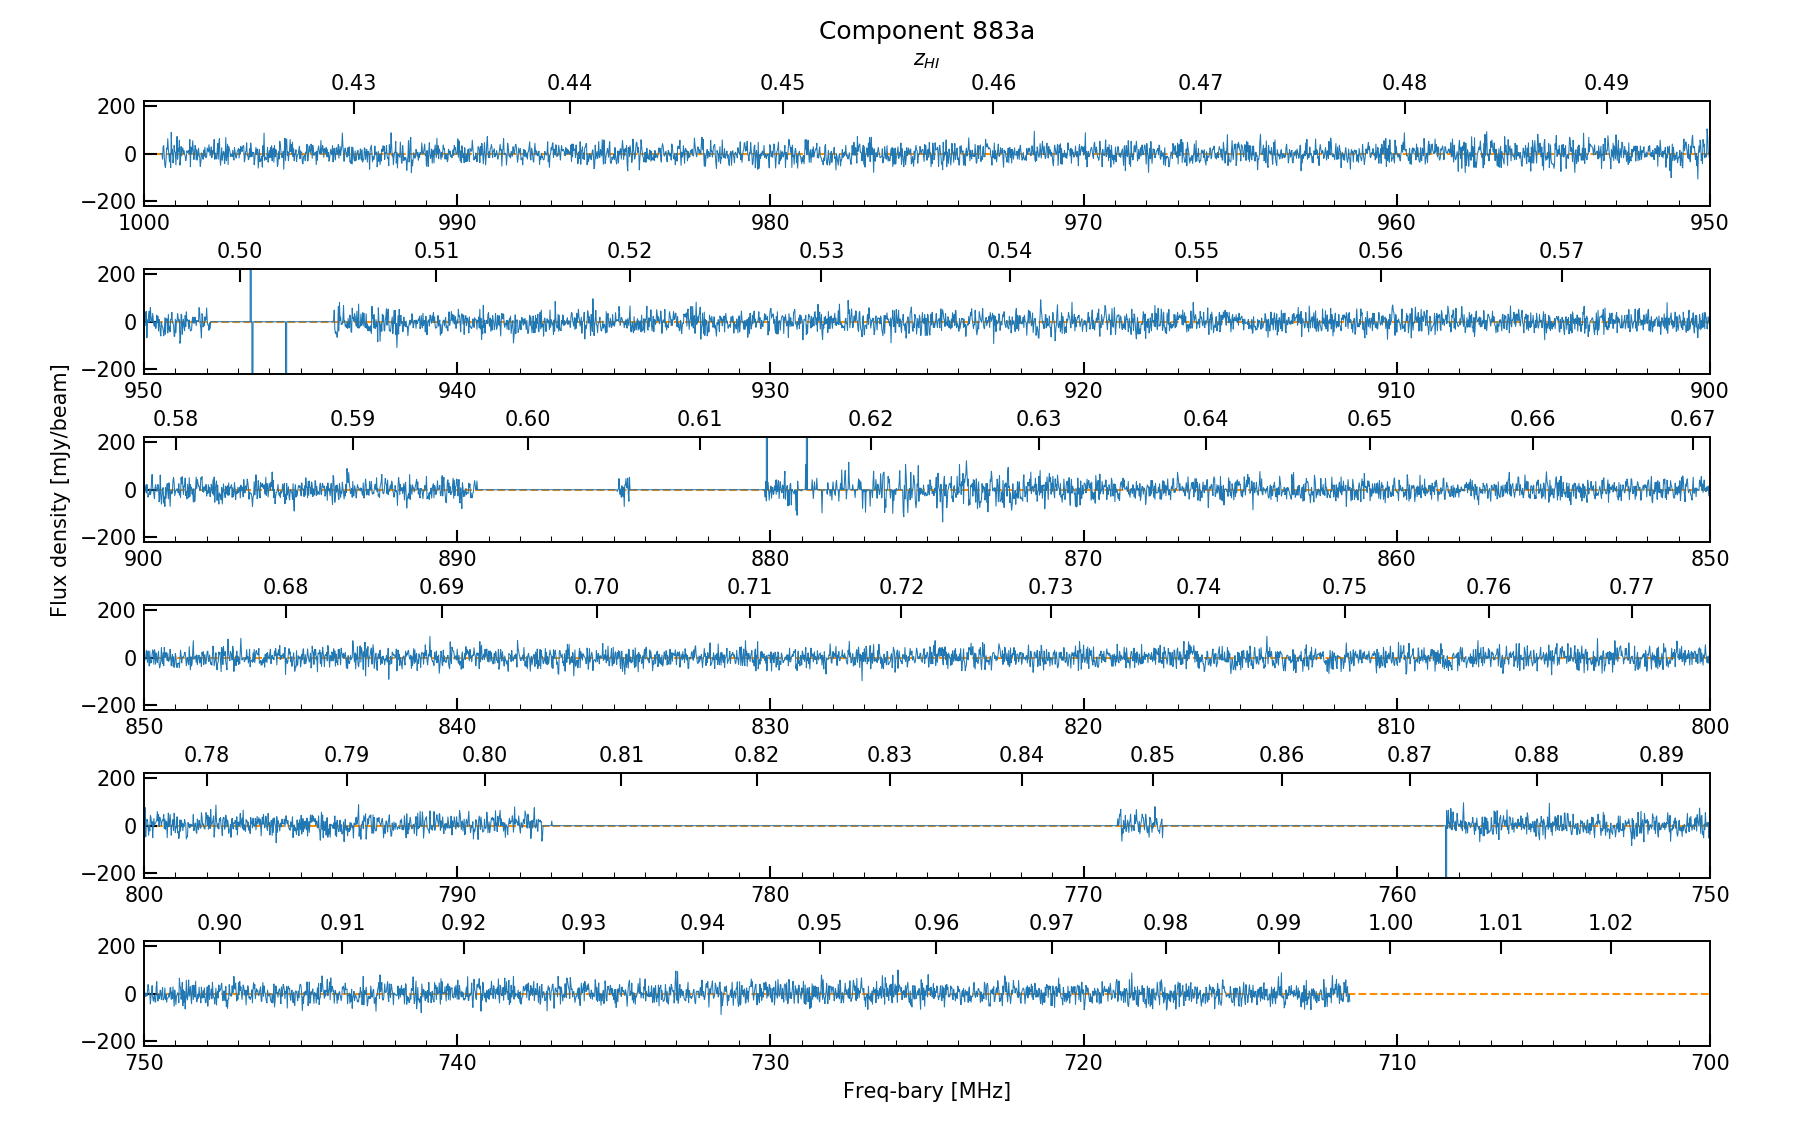 Component 883a
z_HI
0.43 0.44 0.45 0.46 0.47 0.48 0.49
200
0
−200
1000 990 980 970 960 950
0.50 0.51 0.52 0.53 0.54 0.55 0.56 0.57
200
0
−200
950 940 930 920 910 900
0.58 0.59 0.60 0.61 0.62 0.63 0.64 0.65 0.66 0.67
200
0
−200
900 890 880 870 860 850
Flux density [mJy/beam]
0.68 0.69 0.70 0.71 0.72 0.73 0.74 0.75 0.76 0.77
200
0
−200
850 840 830 820 810 800
0.78 0.79 0.80 0.81 0.82 0.83 0.84 0.85 0.86 0.87 0.88 0.89
200
0
−200
800 790 780 770 760 750
0.90 0.91 0.92 0.93 0.94 0.95 0.96 0.97 0.98 0.99 1.00 1.01 1.02
200
0
−200
750 740 730 720 710 700
Freq-bary [MHz]